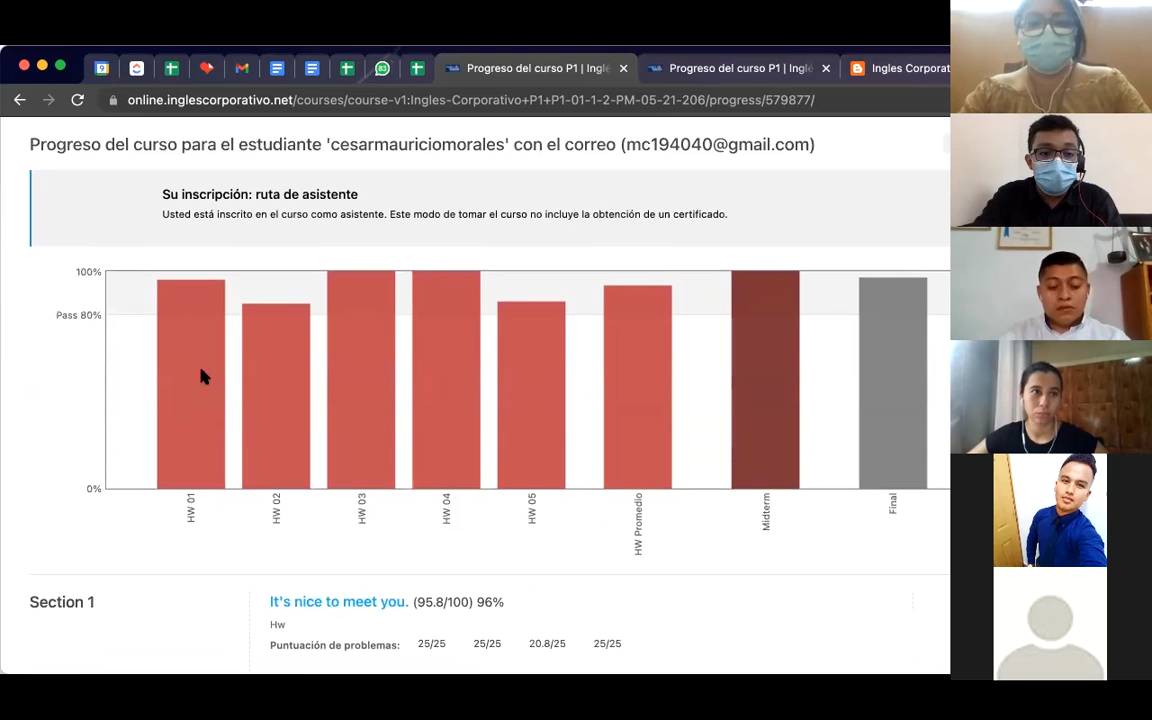 9
83
Progreso del curso P1 | Inglé
Progreso del curso P1 | Inglé
Ingles Corporat
online.inglescorporativo.net/courses/course-v1:Ingles-Corporativo+P1+P1-01-1-2-PM-05-21-206/progress/579877/
Progreso del curso para el estudiante 'cesarmauriciomorales' con el correo (mc194040@gmail.com)
Su inscripción: ruta de asistente
Usted está inscrito en el curso como asistente. Este modo de tomar el curso no incluye la obtención de un certificado.
100%
Pass 80%
0%
HW 01
HW 02
HW 03
HW 04
HW 05
HW Promedio
Midterm
Final
Section 1
It's nice to meet you. (95.8/100) 96%
Hw
Puntuación de problemas: 25/25 25/25 20.8/25 25/25